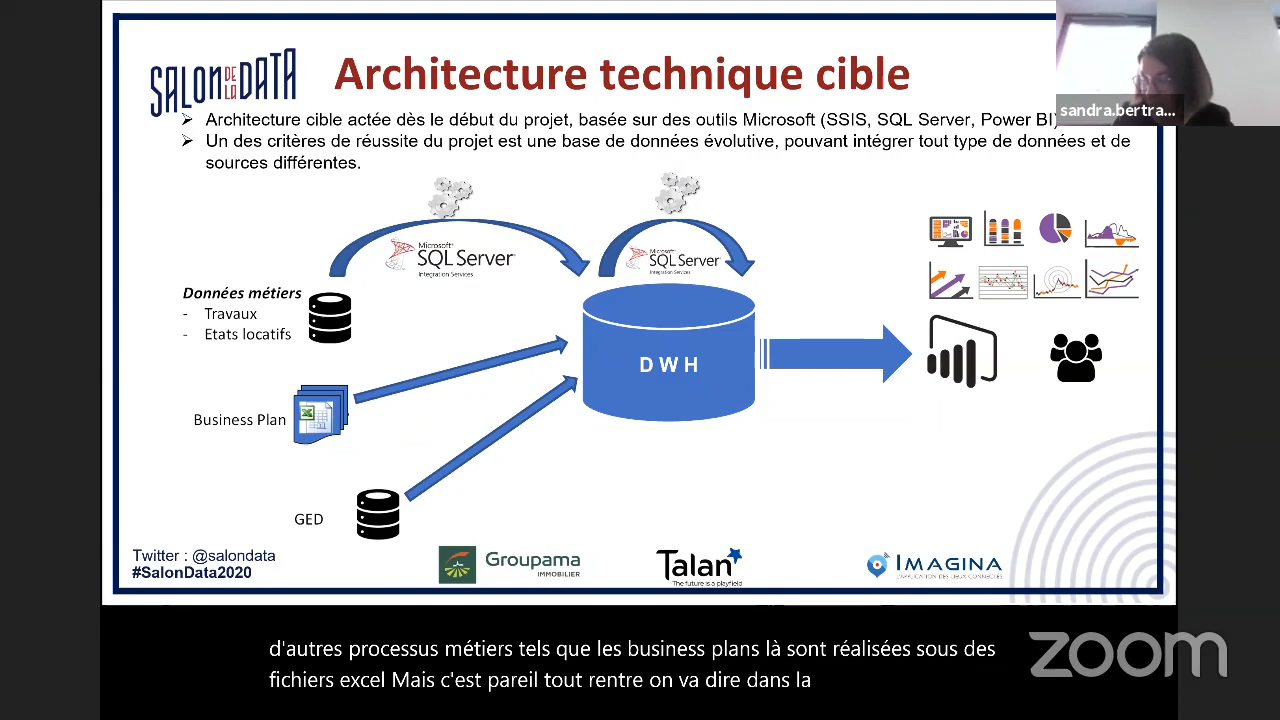 SALON DE LA DATA
Architecture technique cible
sandra.bertra...
➢ Architecture cible actée dès le début du projet, basée sur des outils Microsoft (SSIS, SQL Server, Power BI)
➢ Un des critères de réussite du projet est une base de données évolutive, pouvant intégrer tout type de données et de
sources différentes.
Microsoft®
SQL Server®
Integration Services
Microsoft®
SQL Server®
Integration Services
Données métiers
- Travaux
- Etats locatifs
D W H
Business Plan
GED
Twitter : @salondata
#SalonData2020
Groupama
IMMOBILIER
Talan
The future is a playfield
IMAGINA
L'APPLICATION DES LIEUX CONNECTÉS
d'autres processus métiers tels que les business plans là sont réalisées sous des
fichiers excel Mais c'est pareil tout rentre on va dire dans la
zoom